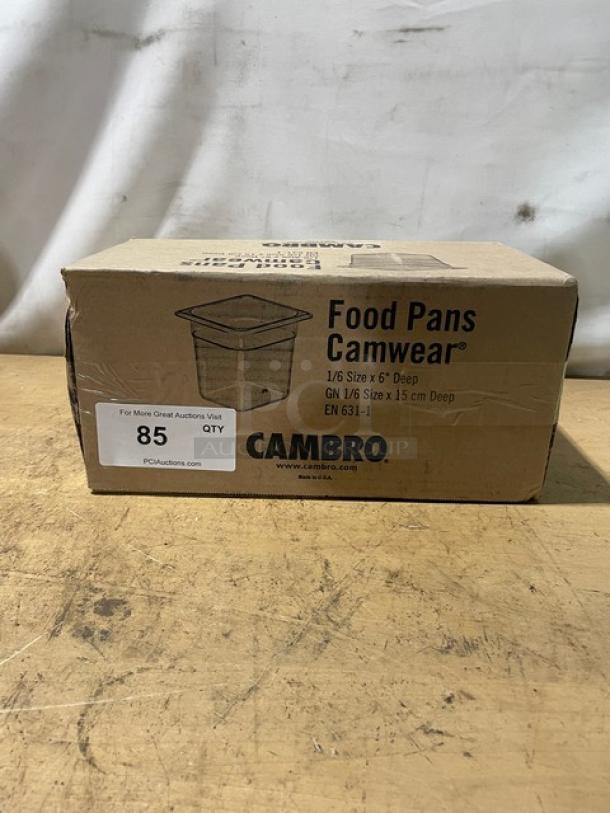 CAMBRO
Food Pans
Camwear
Food Pans
Camwear®
1/6 Size x 6" Deep
GN 1/6 Size x 15 cm Deep
EN 631-1
CAMBRO®
www.cambro.com
Made in U.S.A.
For More Great Auctions Visit
85 QTY
PCIAuctions.com
PCI